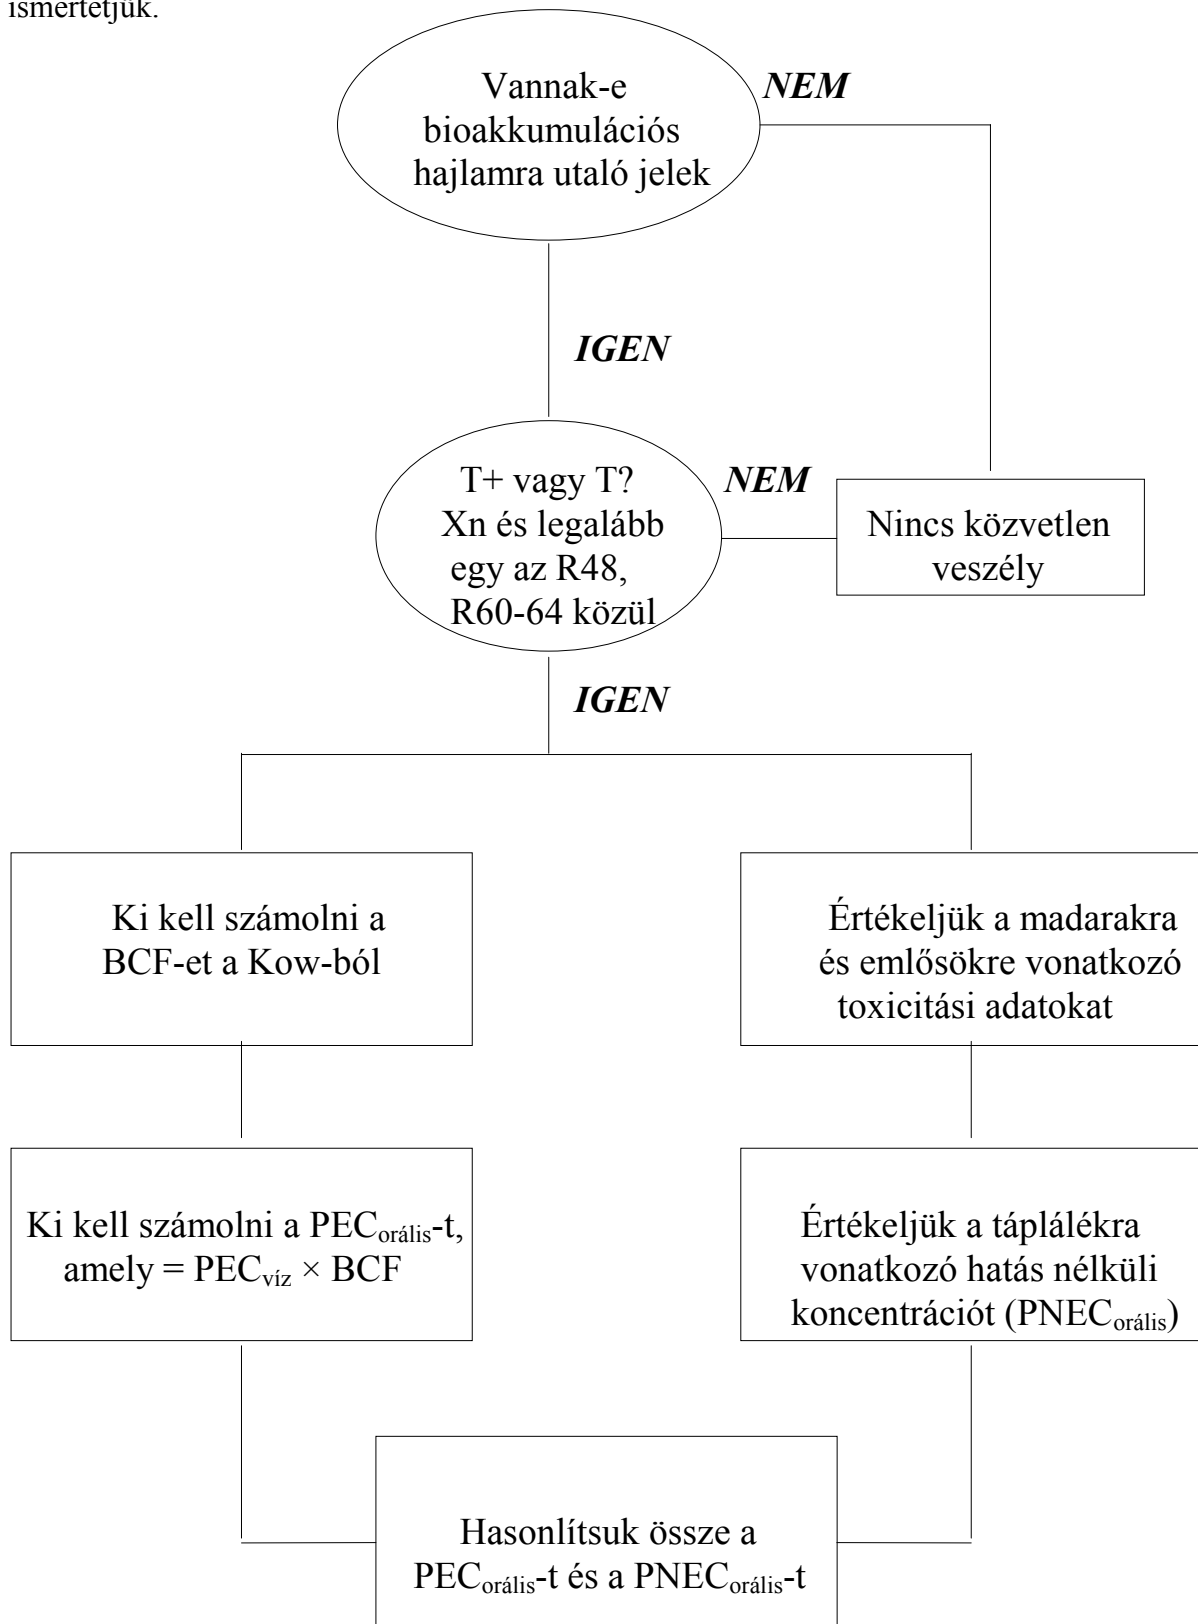 ismertetjük.
Vannak-e
bioakkumulációs
hajlamra utaló jelek
NEM
IGEN
T+ vagy T?
Xn és legalább
egy az R48,
R60-64 közül
NEM
Nincs közvetlen
veszély
IGEN
Ki kell számolni a
BCF-et a Kow-ból
Értékeljük a madarakra
és emlősökre vonatkozó
toxicitási adatokat
Ki kell számolni a PECorális-t,
amely = PECvíz × BCF
Értékeljük a táplálékra
vonatkozó hatás nélküli
koncentrációt (PNECorális)
Hasonlítsuk össze a
PECorális-t és a PNECorális-t